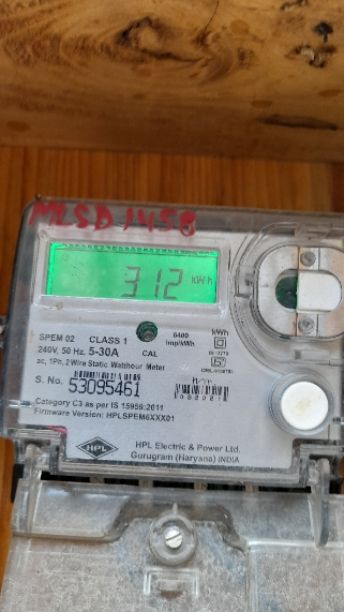 MLSD 1458
312 kWh
SPEM 02 CLASS 1
240V, 50 Hz. 5-30A CAL 6400 imp/kWh kWh
ac, 1Ph, 2 Wire Static Watthour Meter
S. No. 53095461
Category C3 as per IS 15959:2011
Firmware Version: HPLSPEM6XXX01
HPL
HPL Electric & Power Ltd.
Gurugram (Haryana) INDIA